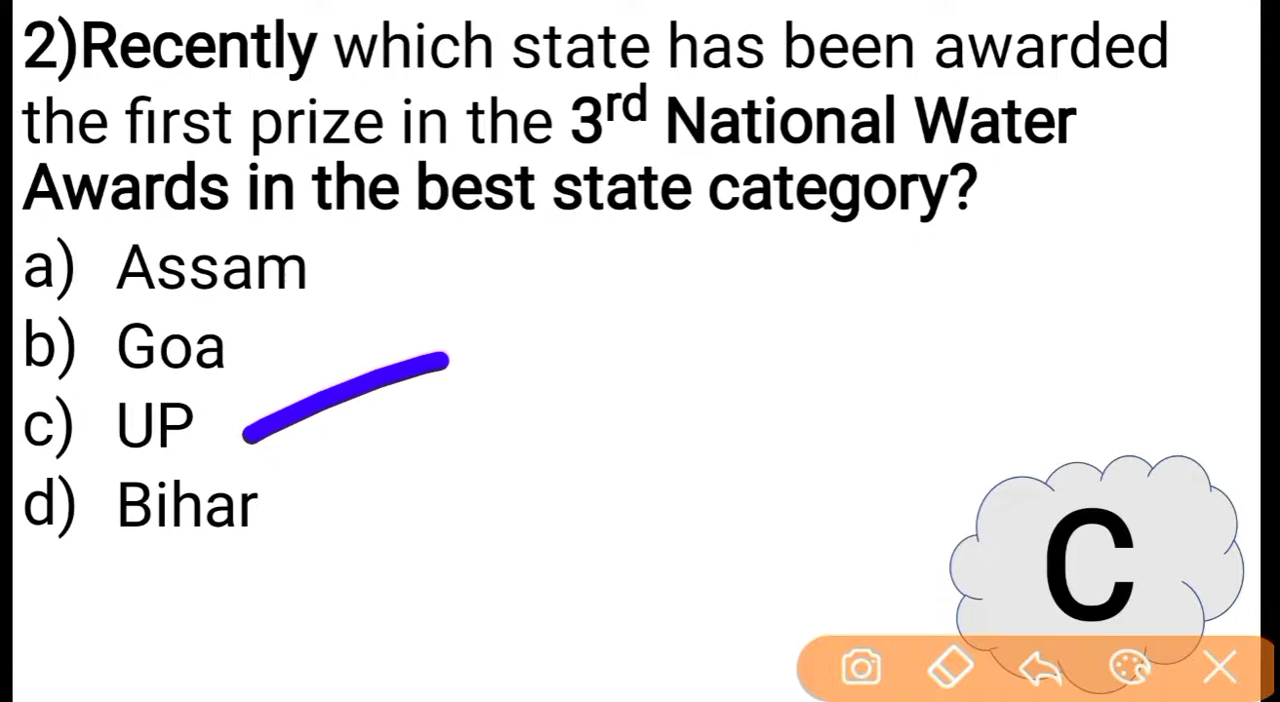 2)Recently which state has been awarded
the first prize in the 3rd National Water
Awards in the best state category?
a) Assam
b) Goa
c) UP
d) Bihar
C